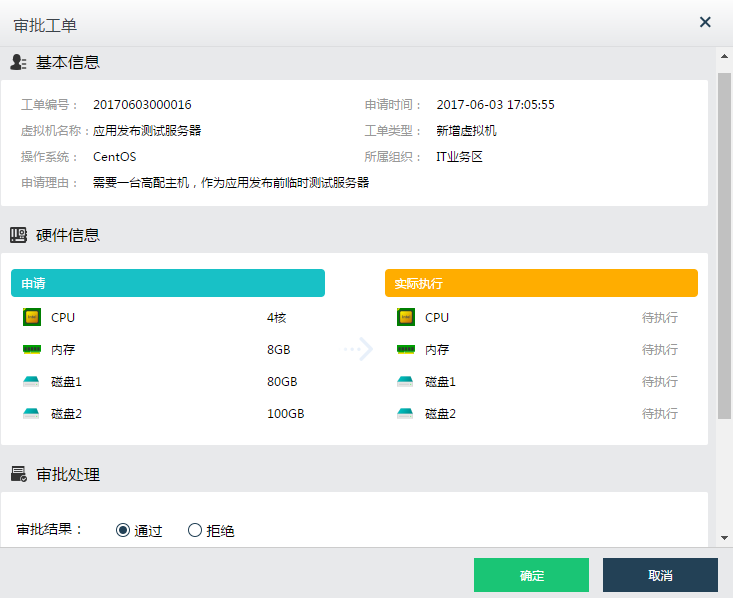 审批工单
基本信息
工单编号： 20170603000016 申请时间： 2017-06-03 17:05:55
虚拟机名称：应用发布测试服务器 工单类型： 新增虚拟机
操作系统： CentOS 所属组织： IT业务区
申请理由： 需要一台高配主机，作为应用发布前临时测试服务器
硬件信息
申请 实际执行
CPU 4核 CPU 待执行
内存 8GB 内存 待执行
磁盘1 80GB 磁盘1 待执行
磁盘2 100GB 磁盘2 待执行
审批处理
审批结果： 通过 拒绝
确定 取消